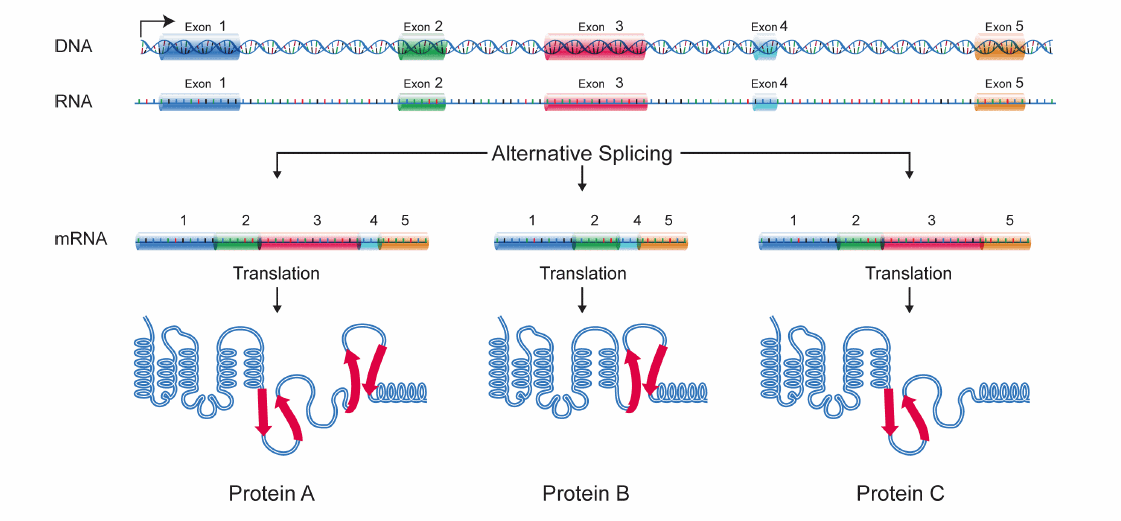 Exon 1 Exon 2 Exon 3 Exon 4 Exon 5
DNA
Exon 1 Exon 2 Exon 3 Exon 4 Exon 5
RNA
Alternative Splicing
1 2 3 4 5 1 2 4 5 1 2 3 5
mRNA
Translation Translation Translation
Protein A Protein B Protein C